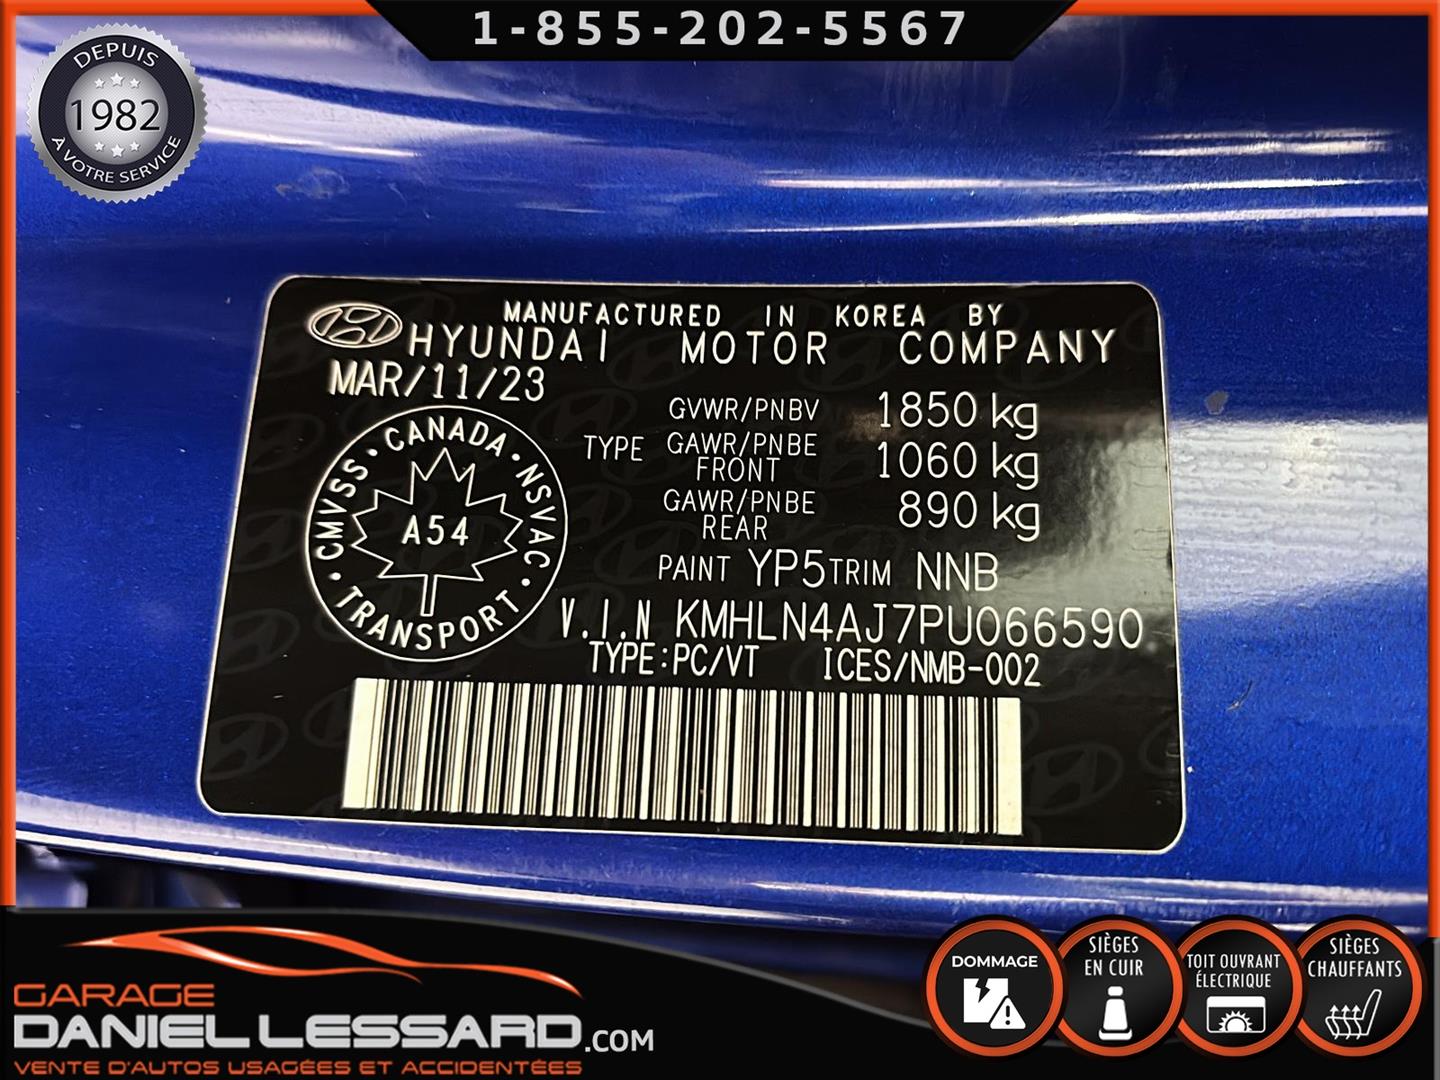 1-855-202-5567
DEPUIS
1982
À VOTRE SERVICE
MANUFACTURED IN KOREA BY
HYUNDAI MOTOR COMPANY
MAR/11/23
GVWR/PNBV 1850 kg
TYPE GAWR/PNBE FRONT 1060 kg
GAWR/PNBE REAR 890 kg
CANADA · NSVAC · TRANSPORT · CMVSS ·
A54
PAINT YP5 TRIM NNB
V.I.N KMHLN4AJ7PU066590
TYPE:PC/VT ICES/NMB-002
GARAGE
DANIEL LESSARD.COM
VENTE D'AUTOS USAGÉES ET ACCIDENTÉES
DOMMAGE
SIÈGES
EN CUIR
TOIT OUVRANT
ÉLECTRIQUE
SIÈGES
CHAUFFANTS